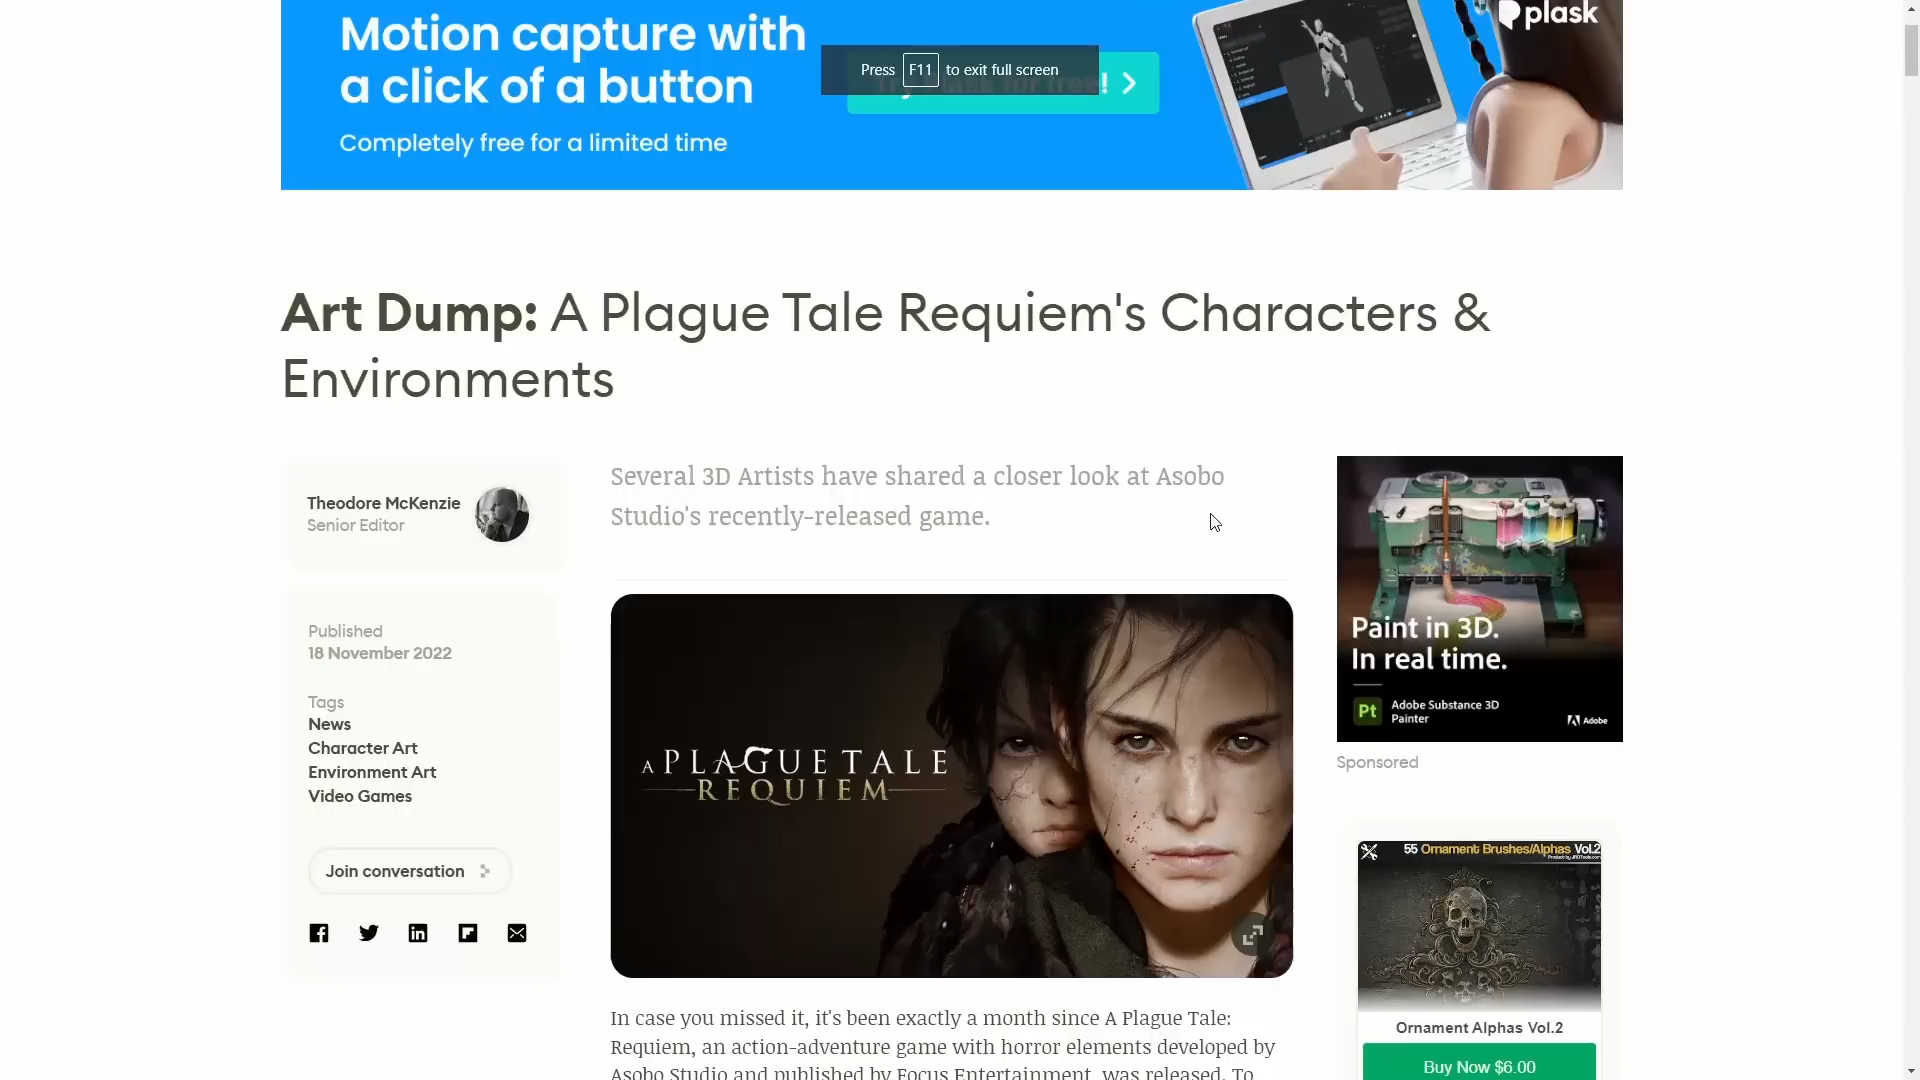 Motion capture with
a click of a button
Completely free for a limited time
Press F11 to exit full screen
plask
Art Dump: A Plague Tale Requiem's Characters &
Environments
Theodore McKenzie
Senior Editor
Published
18 November 2022
Tags
News
Character Art
Environment Art
Video Games
Join conversation
Several 3D Artists have shared a closer look at Asobo
Studio's recently-released game.
A PLAGUE TALE
REQUIEM
In case you missed it, it's been exactly a month since A Plague Tale:
Requiem, an action-adventure game with horror elements developed by
Asobo Studio and published by Focus Entertainment, was released. To
Paint in 3D.
In real time.
Pt
Adobe Substance 3D
Painter
Adobe
Sponsored
55 Ornament Brushes/Alphas Vol.2
Ornament Alphas Vol.2
Buy Now $6.00